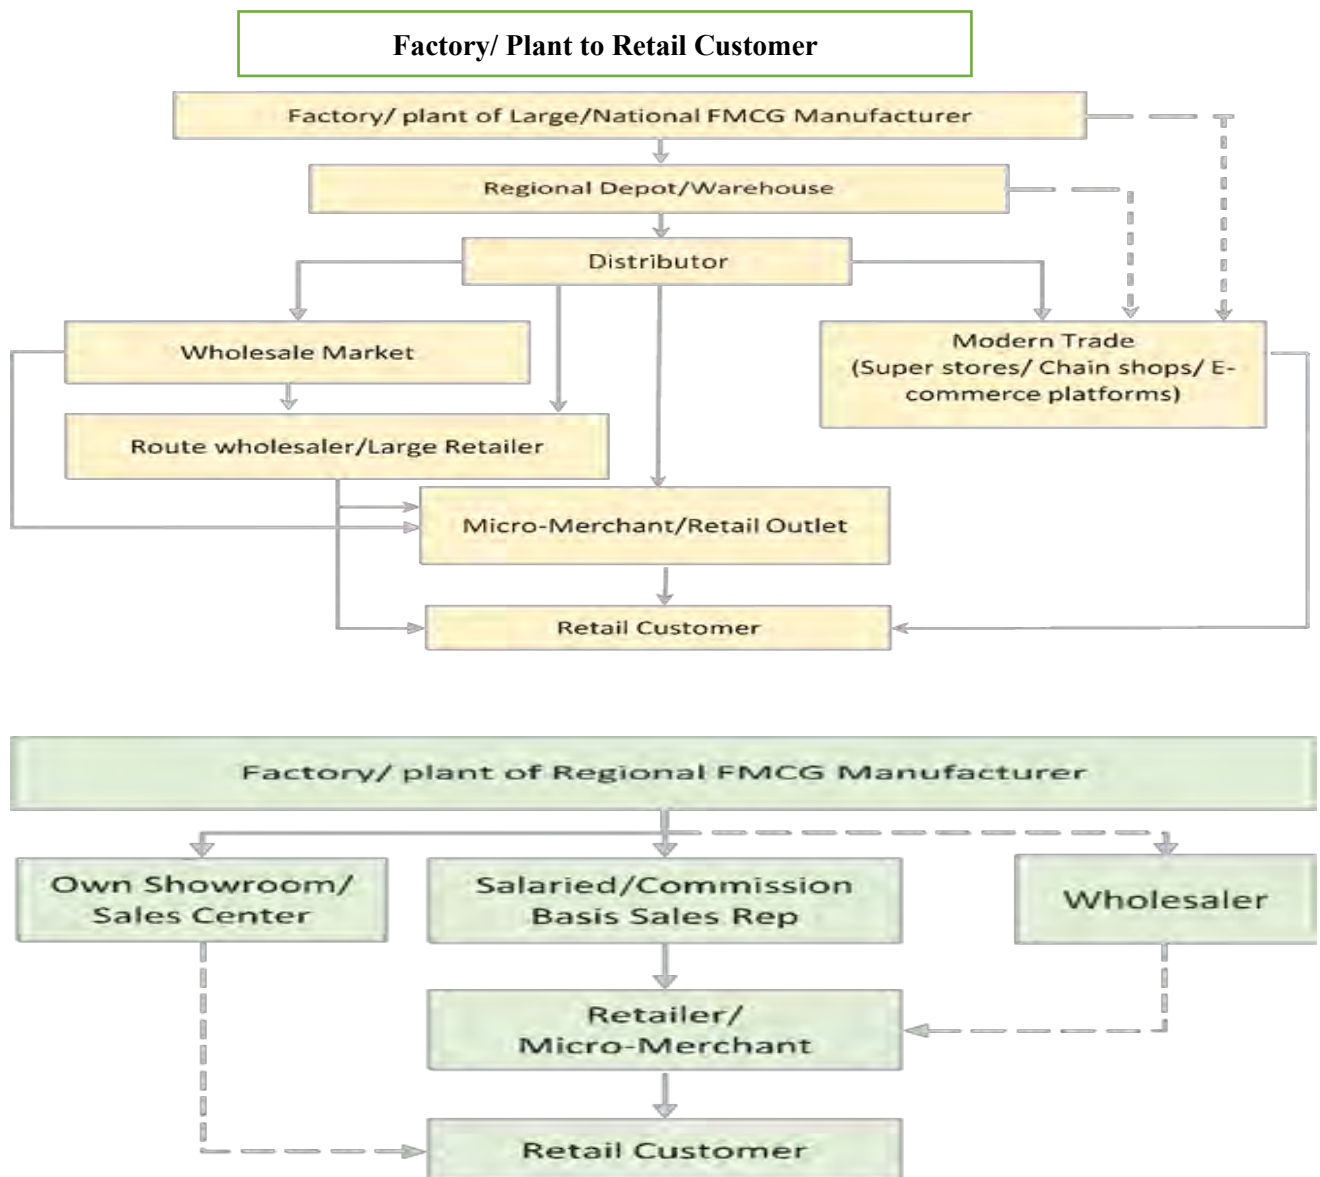 Factory/ Plant to Retail Customer
Factory/ plant of Large/National FMCG Manufacturer
Regional Depot/Warehouse
Distributor
Wholesale Market
Modern Trade
(Super stores/ Chain shops/ E-
commerce platforms)
Route wholesaler/Large Retailer
Micro-Merchant/Retail Outlet
Retail Customer
Factory/ plant of Regional FMCG Manufacturer
Own Showroom/
Sales Center
Salaried/Commission
Basis Sales Rep
Wholesaler
Retailer/
Micro-Merchant
Retail Customer